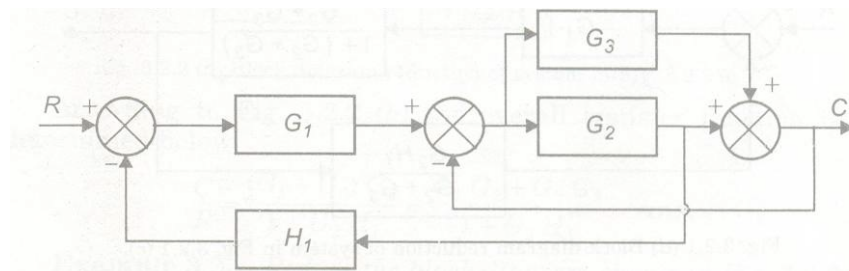 G3
R + G1 + G2 + + C
− −
H1